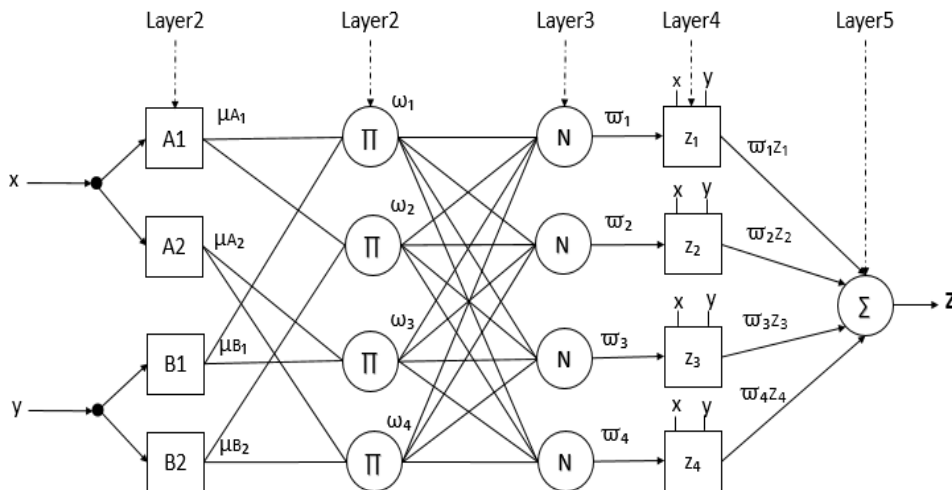 Layer2 Layer2 Layer3 Layer4 Layer5
x y
A1 μA₁ ω₁ ∏ N ϖ₁ z₁ ϖ₁z₁
x
x y
A2 μA₂ ω₂ ∏ N ϖ₂ z₂ ϖ₂z₂
∑ z
x y
B1 μB₁ ω₃ ∏ N ϖ₃ z₃ ϖ₃z₃
y
x y
B2 μB₂ ω₄ ∏ N ϖ₄ z₄ ϖ₄z₄